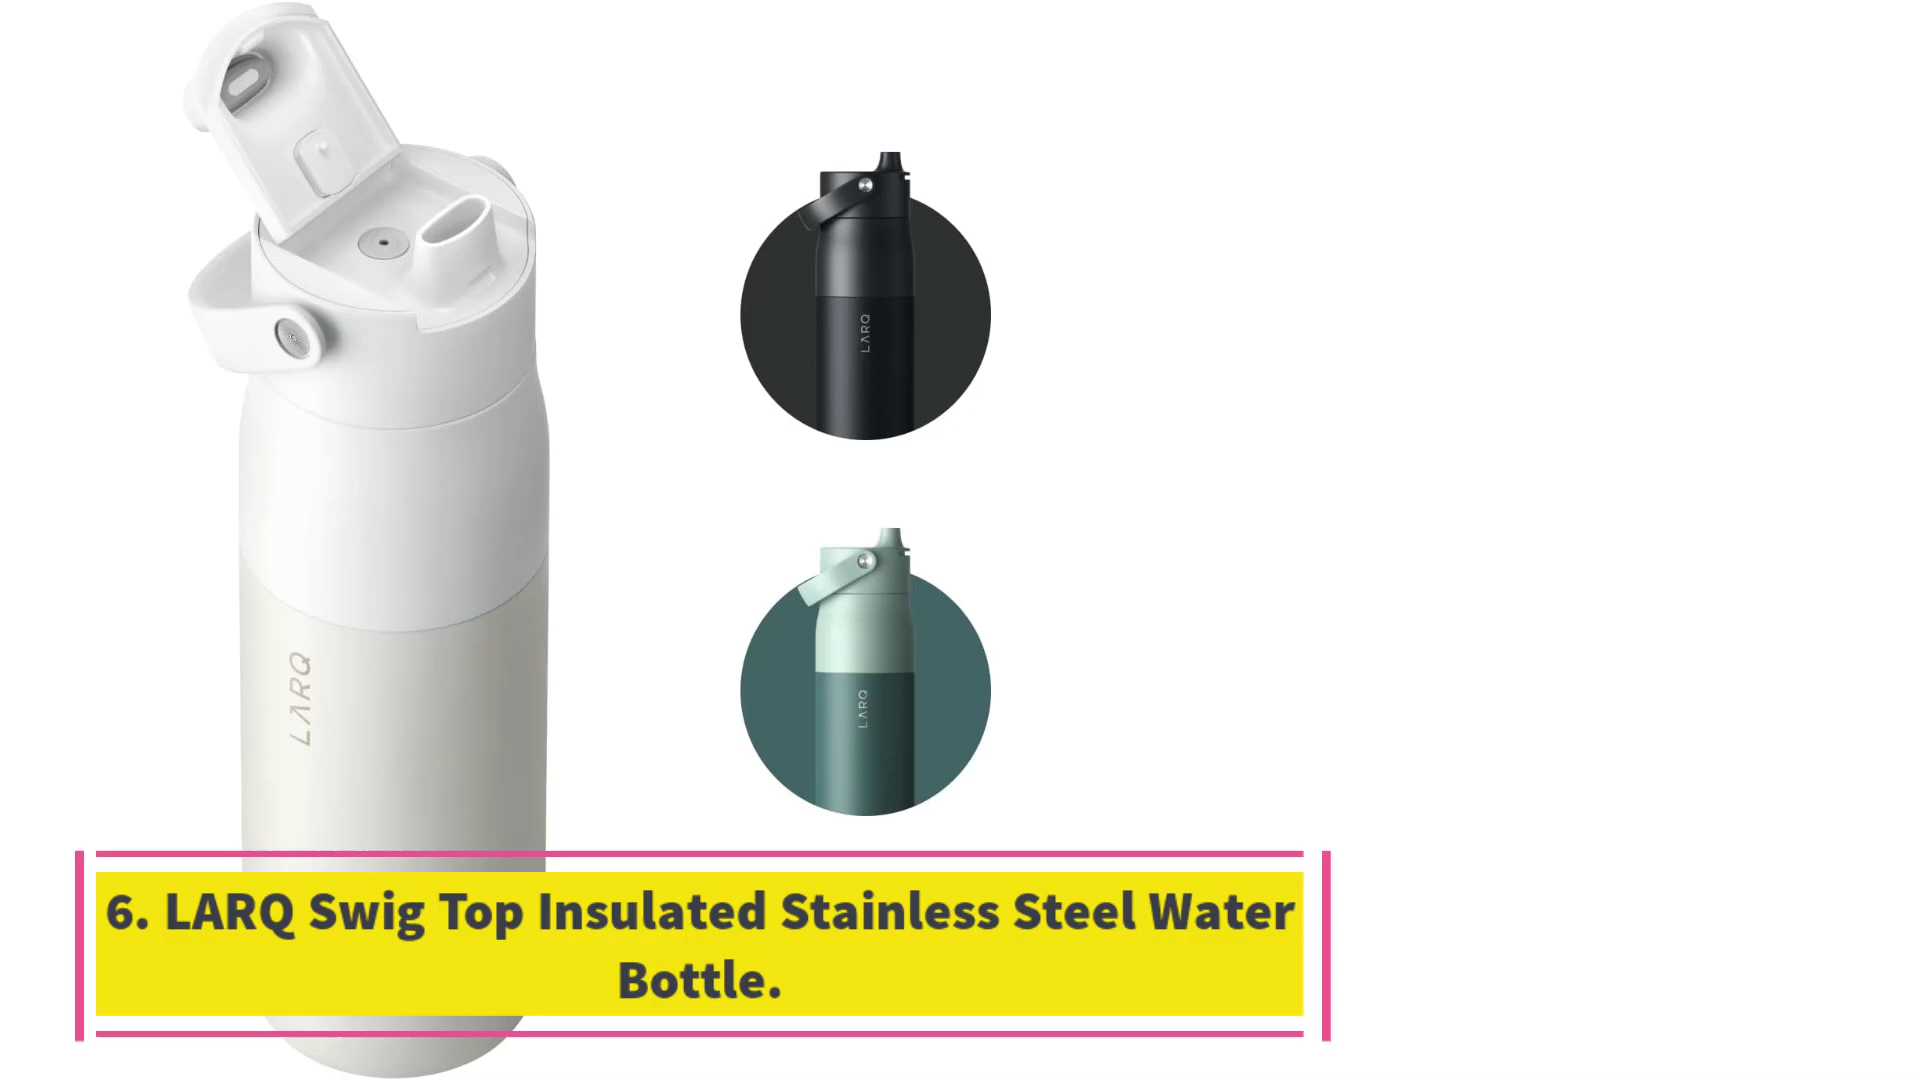 LARQ
LARQ
LARQ
6. LARQ Swig Top Insulated Stainless Steel Water
Bottle.